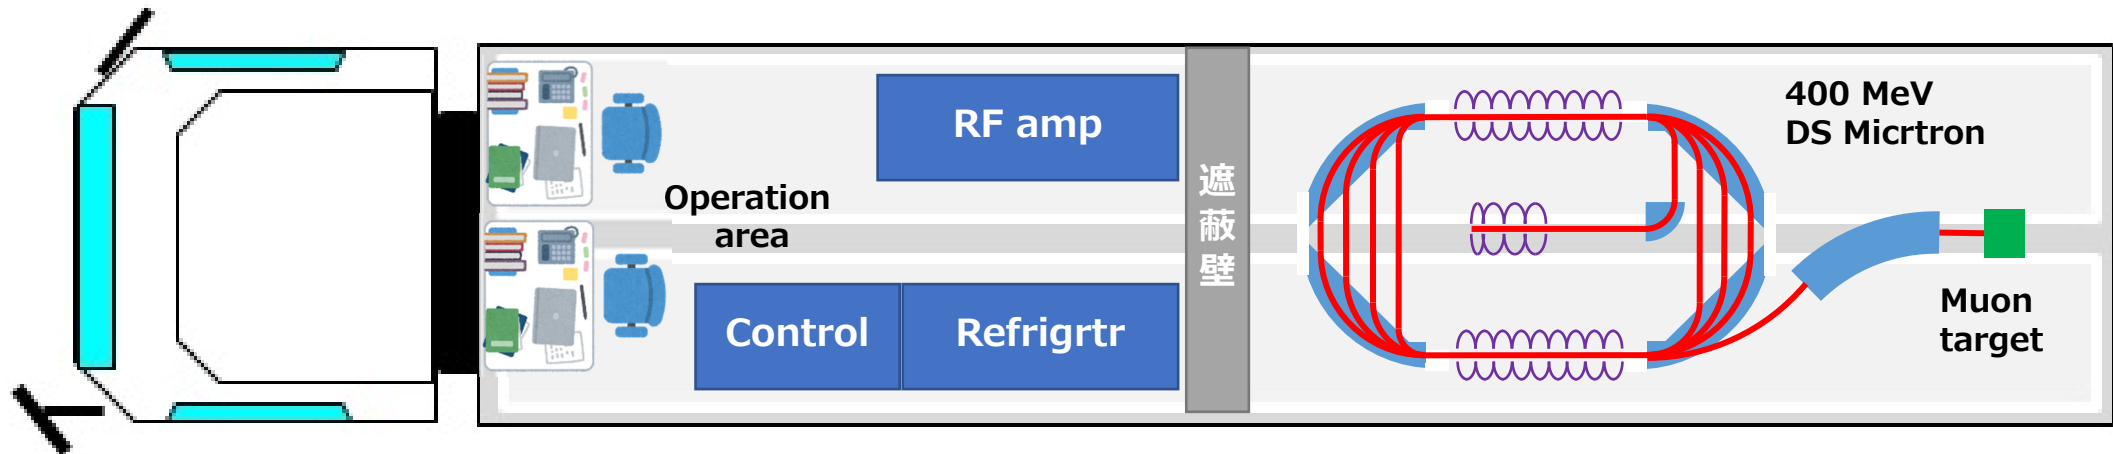 Operation
area
RF amp
Control
Refrigrtr
遮蔽壁
400 MeV
DS Micrtron
Muon
target